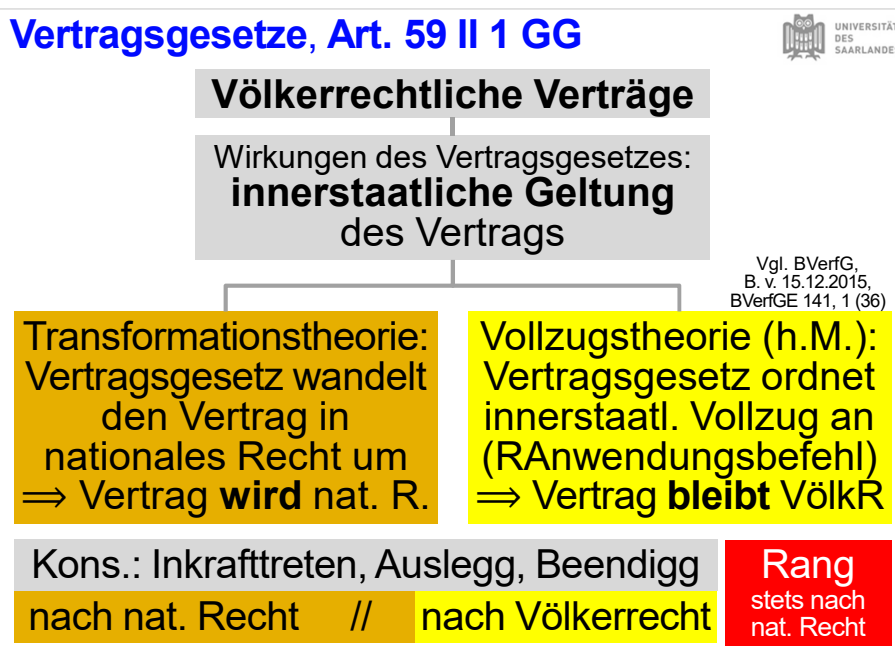 Vertragsgesetze, Art. 59 II 1 GG
UNIVERSITÄT
DES
SAARLANDES
Völkerrechtliche Verträge
Wirkungen des Vertragsgesetzes:
innerstaatliche Geltung
des Vertrags
Vgl. BVerfG,
B. v. 15.12.2015,
BVerfGE 141, 1 (36)
Transformationstheorie:
Vertragsgesetz wandelt
den Vertrag in
nationales Recht um
⟹ Vertrag wird nat. R.
Vollzugstheorie (h.M.):
Vertragsgesetz ordnet
innerstaatl. Vollzug an
(RAnwendungsbefehl)
⟹ Vertrag bleibt VölkR
Kons.: Inkrafttreten, Auslegg, Beendigg
nach nat. Recht // nach Völkerrecht
Rang
stets nach
nat. Recht